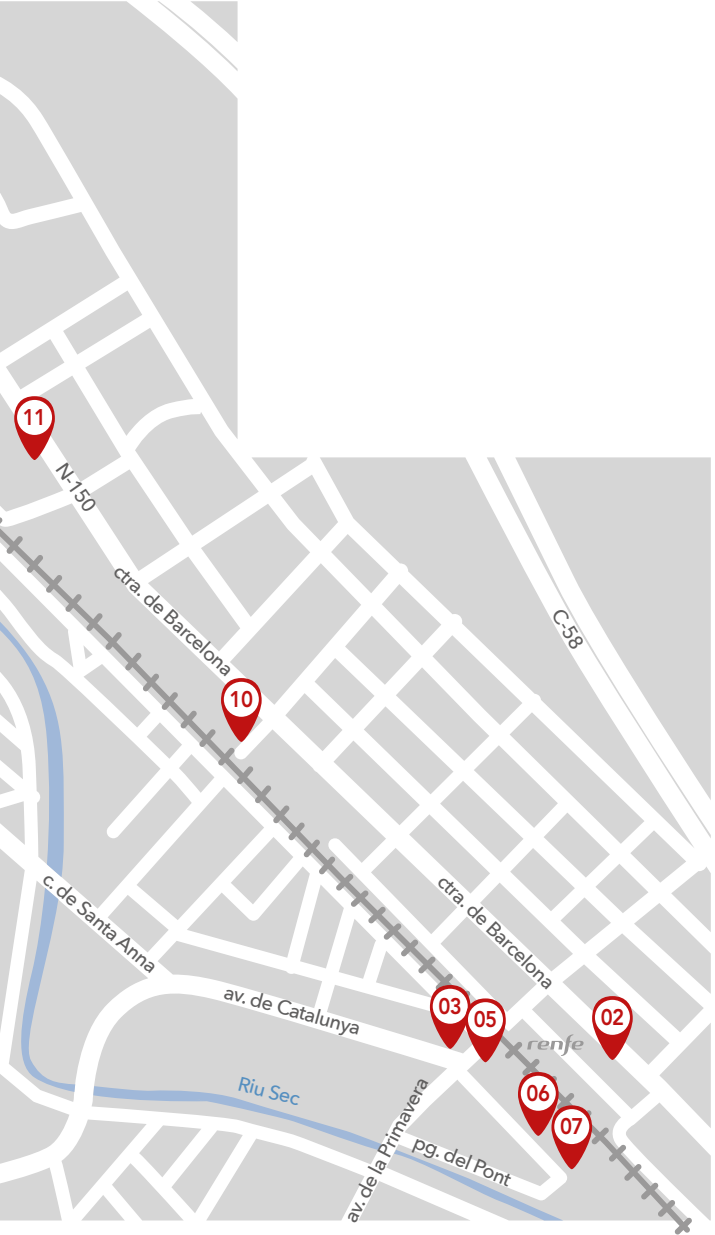 11
N-150
ctra. de Barcelona
C-58
10
c. de Santa Anna
ctra. de Barcelona
av. de Catalunya
03
05
02
renfe
Riu Sec
06
07
av. de la Primavera
pg. del Pont